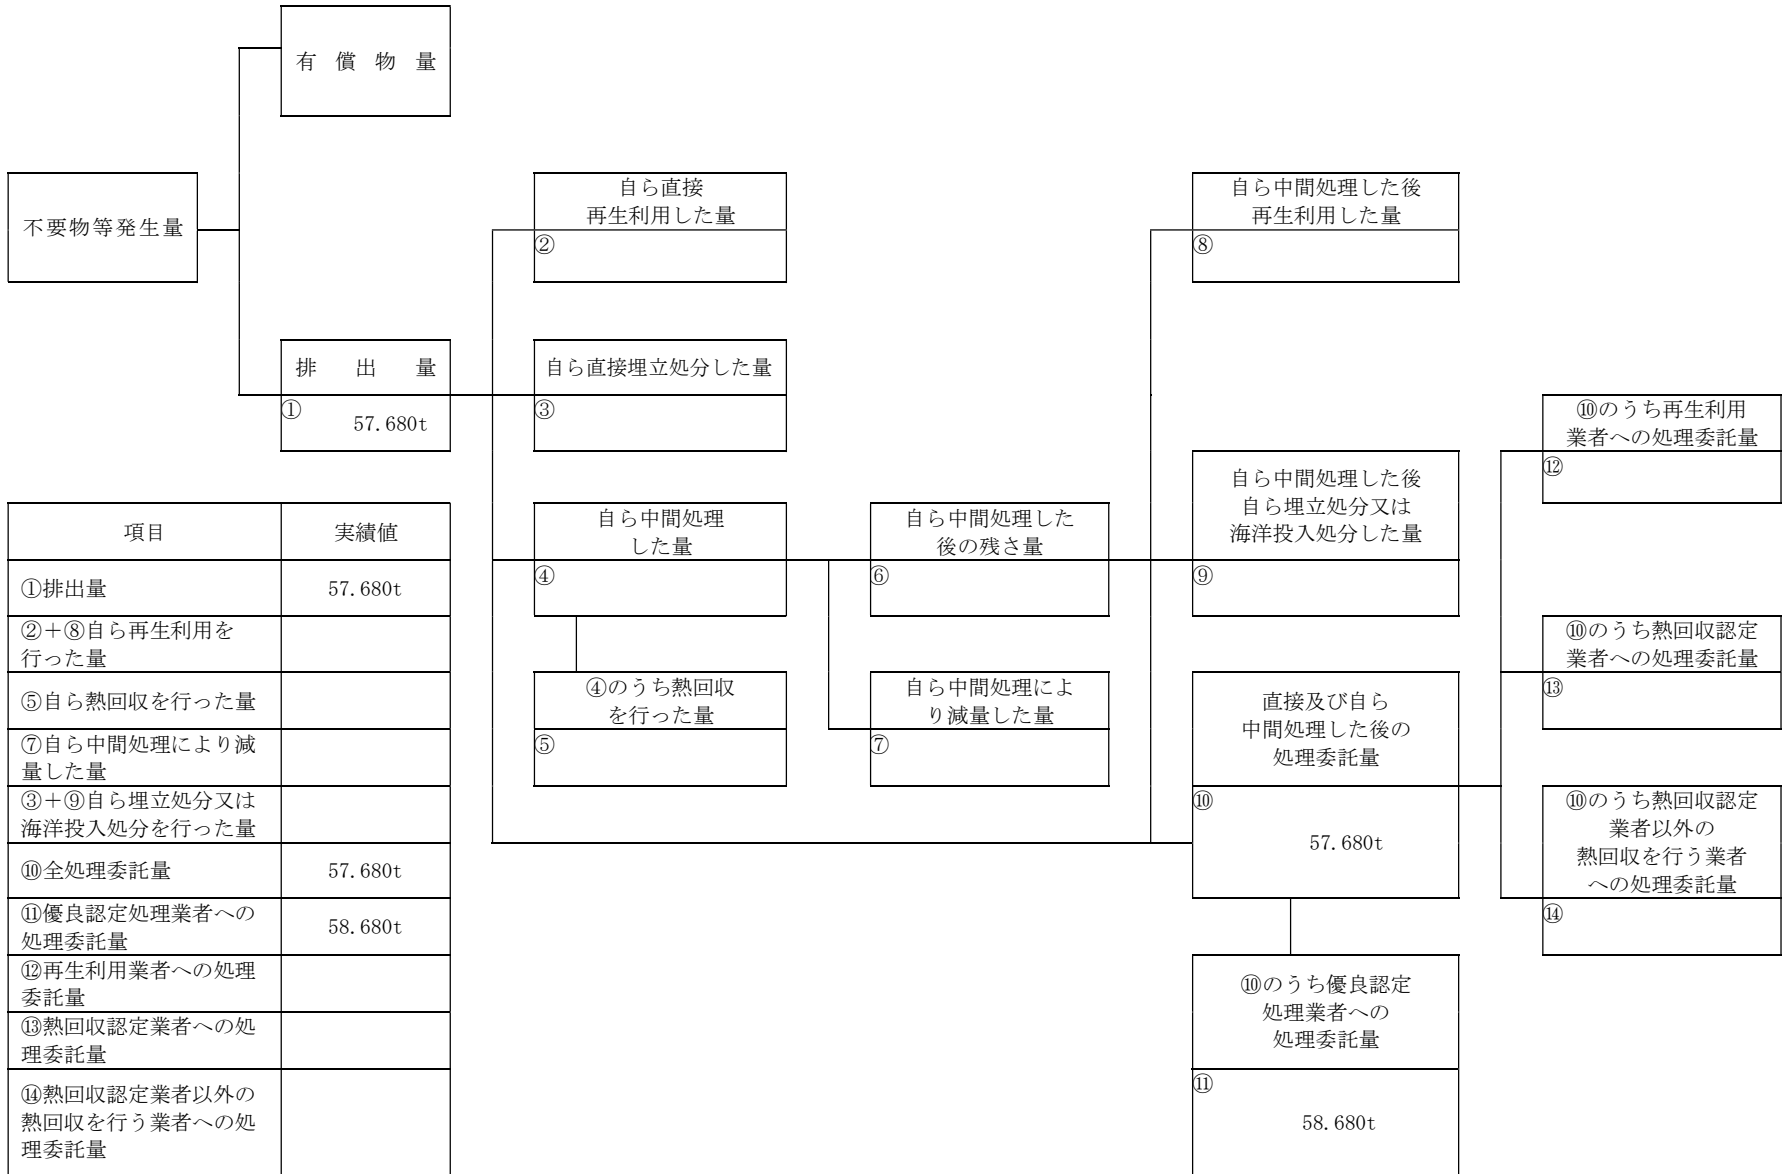 有償物量
不要物等発生量
自ら直接
再生利用した量
②
自ら中間処理した後
再生利用した量
⑧
排出量
①
57.680t
自ら直接埋立処分した量
③
⑩のうち再生利用
業者への処理委託量
⑫
自ら中間処理
した量
④
自ら中間処理した
後の残さ量
⑥
自ら中間処理した後
自ら埋立処分又は
海洋投入処分した量
⑨
⑩のうち熱回収認定
業者への処理委託量
⑬
④のうち熱回収
を行った量
⑤
自ら中間処理によ
り減量した量
⑦
直接及び自ら
中間処理した後の
処理委託量
⑩
57.680t
⑩のうち熱回収認定
業者以外の
熱回収を行う業者
への処理委託量
⑭
⑩のうち優良認定
処理業者への
処理委託量
⑪
58.680t
項目 実績値
①排出量 57.680t
②+⑧自ら再生利用を
行った量
⑤自ら熱回収を行った量
⑦自ら中間処理により減
量した量
③+⑨自ら埋立処分又は
海洋投入処分を行った量
⑩全処理委託量 57.680t
⑪優良認定処理業者への
処理委託量 58.680t
⑫再生利用業者への処理
委託量
⑬熱回収認定業者への処
理委託量
⑭熱回収認定業者以外の
熱回収を行う業者への処
理委託量